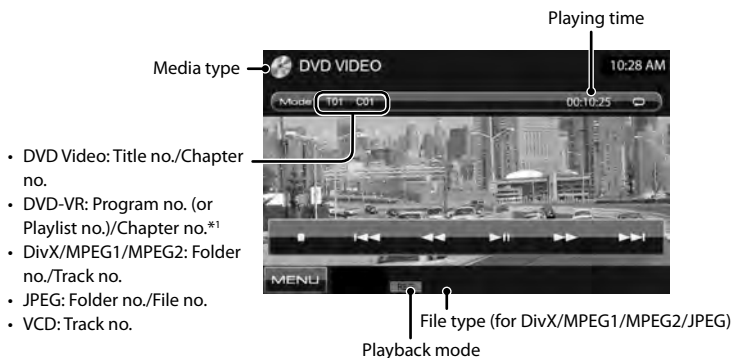 Playing time
Media type
DVD VIDEO
10:28 AM
Mode T01 C01 00:10:25
• DVD Video: Title no./Chapter
no.
• DVD-VR: Program no. (or
Playlist no.)/Chapter no.*1
• DivX/MPEG1/MPEG2: Folder
no./Track no.
• JPEG: Folder no./File no.
• VCD: Track no.
MENU
File type (for DivX/MPEG1/MPEG2/JPEG)
Playback mode